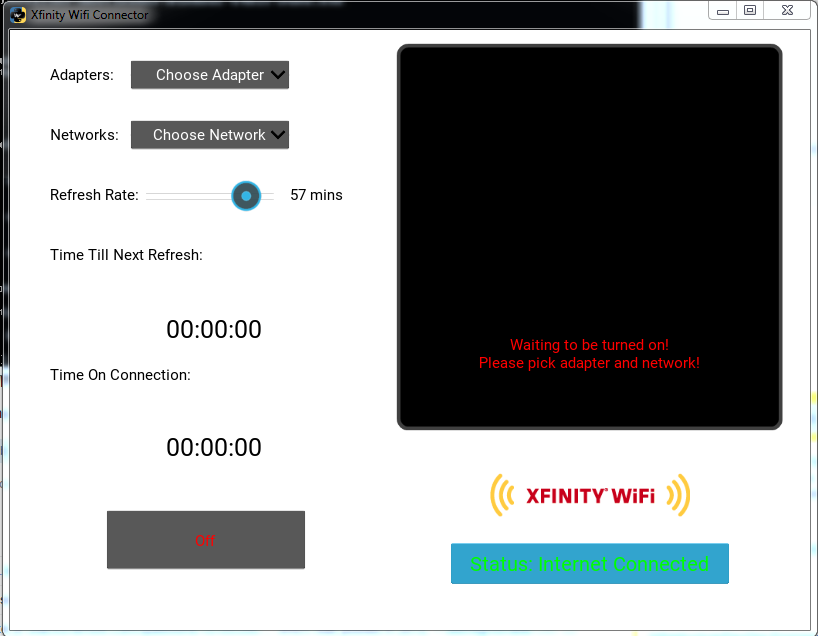 Xfinity Wifi Connector
Adapters: Choose Adapter
Networks: Choose Network
Refresh Rate: 57 mins
Time Till Next Refresh:
00:00:00
Time On Connection:
00:00:00
Off
Waiting to be turned on!
Please pick adapter and network!
XFINITY WiFi
Status: Internet Connected